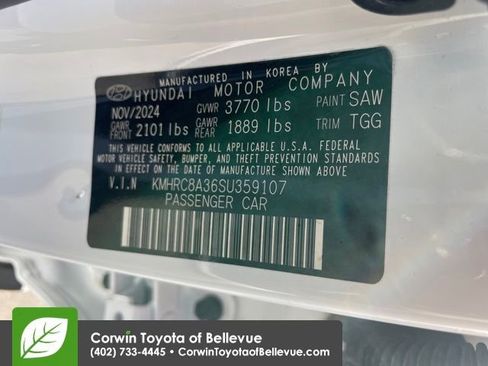 MANUFACTURED IN KOREA BY
HYUNDAI MOTOR COMPANY
NOV/2024 GVWR 3770 lbs PAINT SAW
GAWR FRONT 2101 lbs GAWR REAR 1889 lbs TRIM TGG
THIS VEHICLE CONFORMS TO ALL APPLICABLE U.S.A. FEDERAL
MOTOR VEHICLE SAFETY, BUMPER, AND THEFT PREVENTION STANDARDS
IN EFFECT ON THE DATE OF MANUFACTURE SHOWN ABOVE
V.I.N KMHRC8A36SU359107
PASSENGER CAR
Corwin Toyota of Bellevue
(402) 733-4445 • CorwinToyotaofBellevue.com